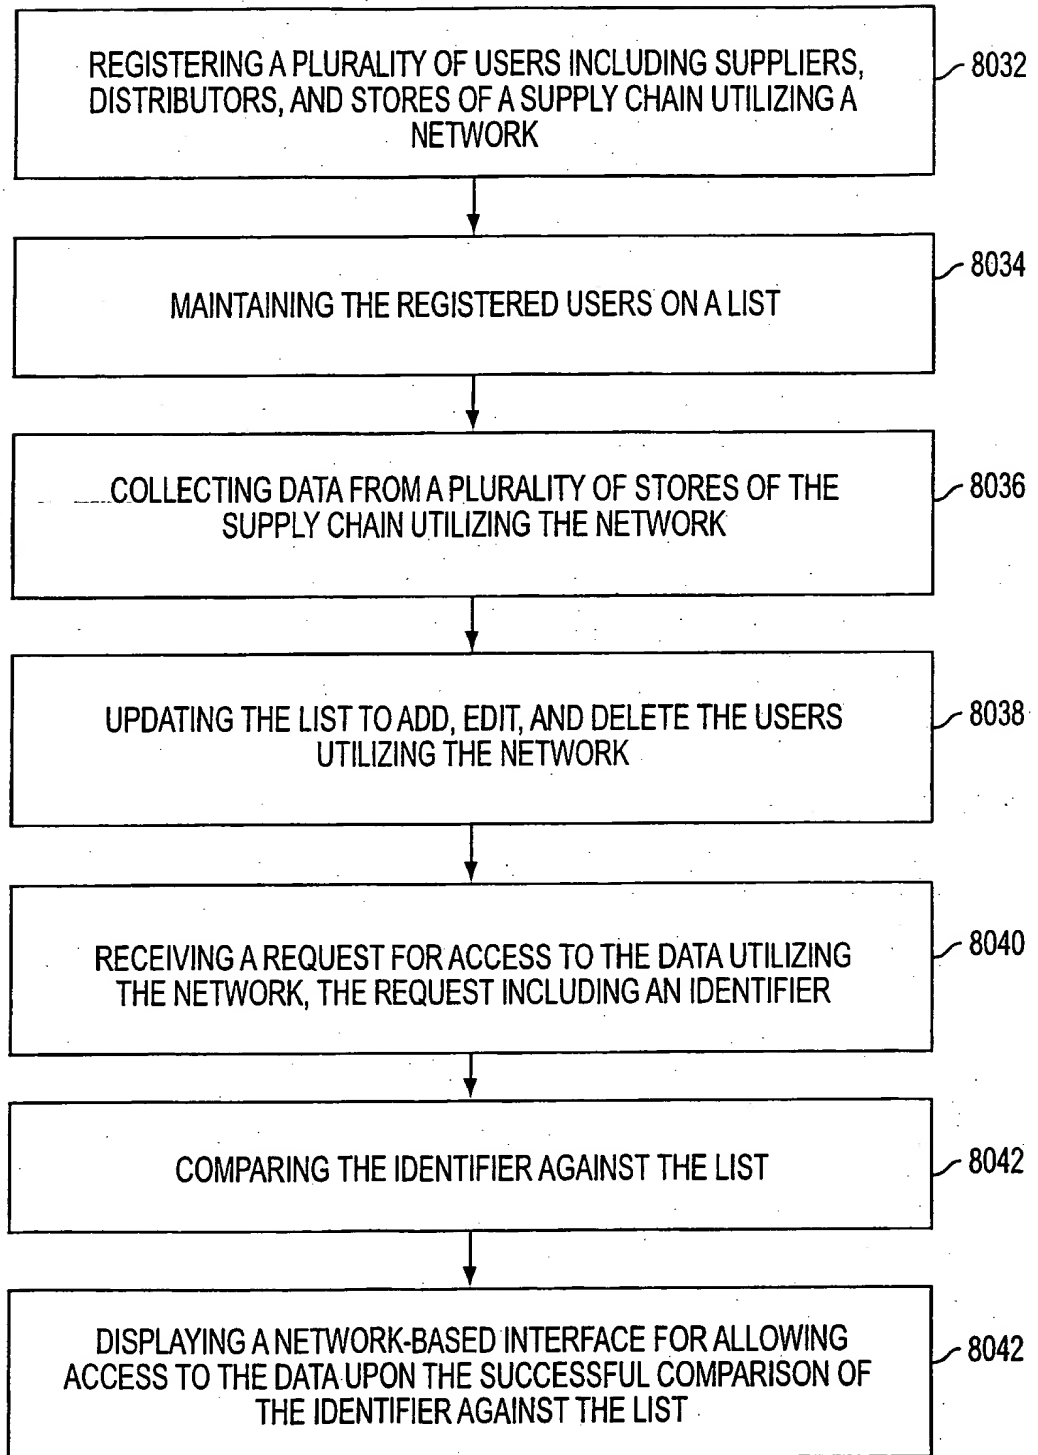 REGISTERING A PLURALITY OF USERS INCLUDING SUPPLIERS,
DISTRIBUTORS, AND STORES OF A SUPPLY CHAIN UTILIZING A
NETWORK
8032
MAINTAINING THE REGISTERED USERS ON A LIST
8034
COLLECTING DATA FROM A PLURALITY OF STORES OF THE
SUPPLY CHAIN UTILIZING THE NETWORK
8036
UPDATING THE LIST TO ADD, EDIT, AND DELETE THE USERS
UTILIZING THE NETWORK
8038
RECEIVING A REQUEST FOR ACCESS TO THE DATA UTILIZING
THE NETWORK, THE REQUEST INCLUDING AN IDENTIFIER
8040
COMPARING THE IDENTIFIER AGAINST THE LIST
8042
DISPLAYING A NETWORK-BASED INTERFACE FOR ALLOWING
ACCESS TO THE DATA UPON THE SUCCESSFUL COMPARISON OF
THE IDENTIFIER AGAINST THE LIST
8042